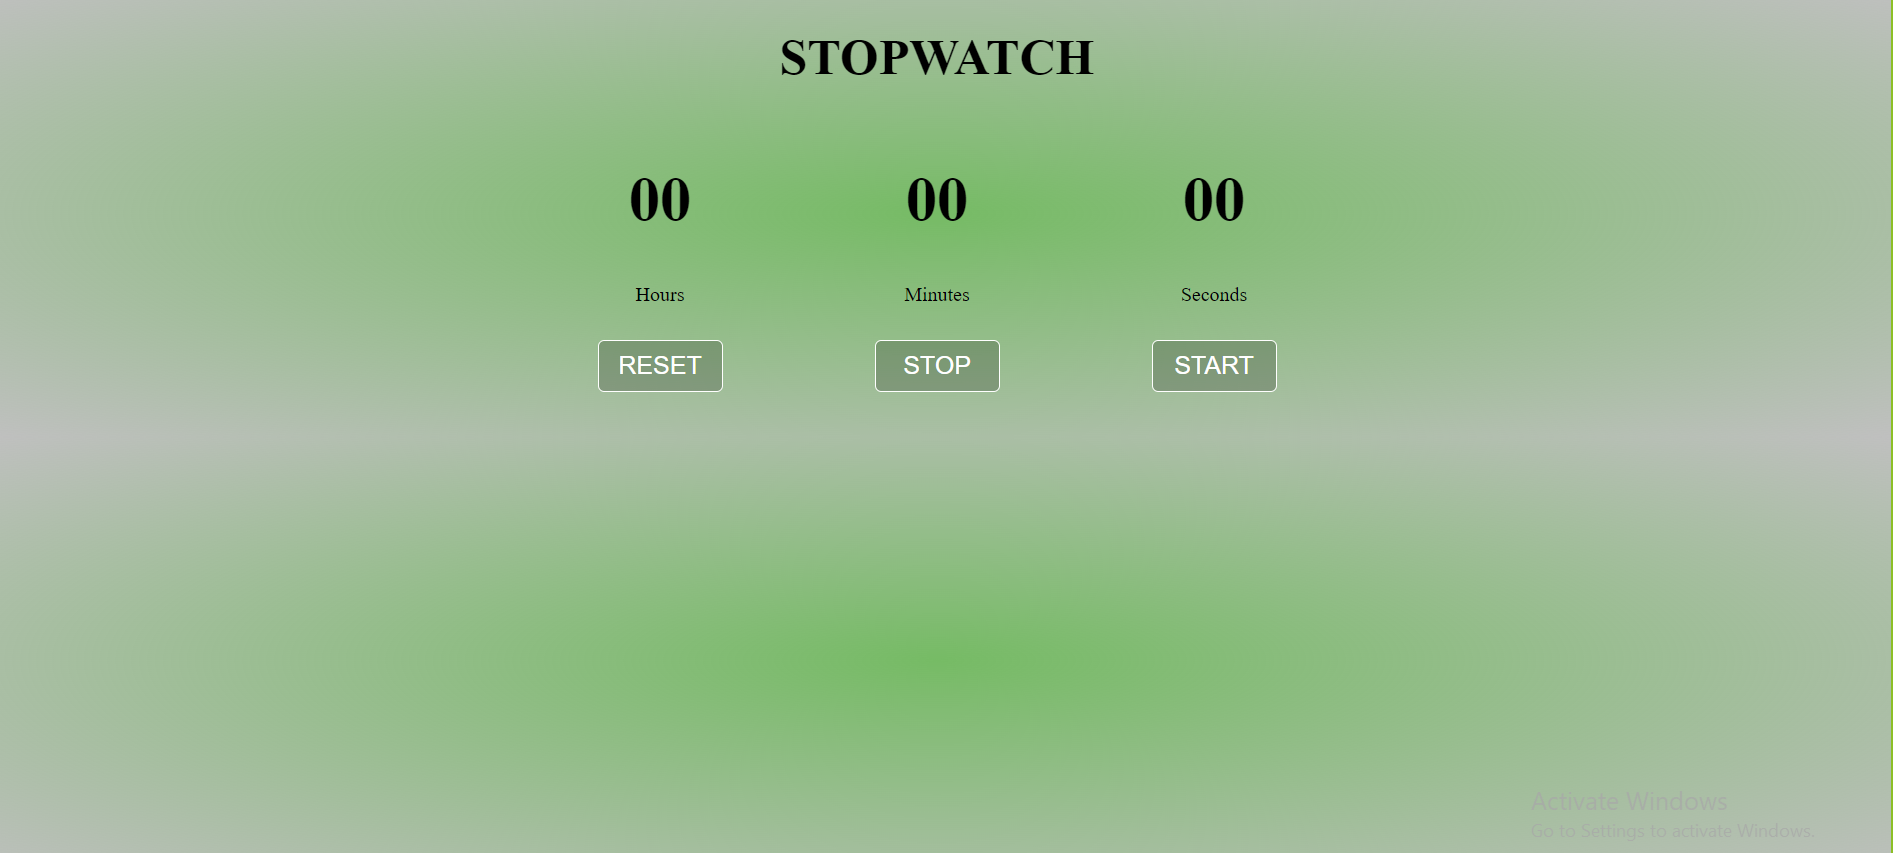 STOPWATCH
00 00 00
Hours Minutes Seconds
RESET STOP START
Activate Windows
Go to Settings to activate Windows.